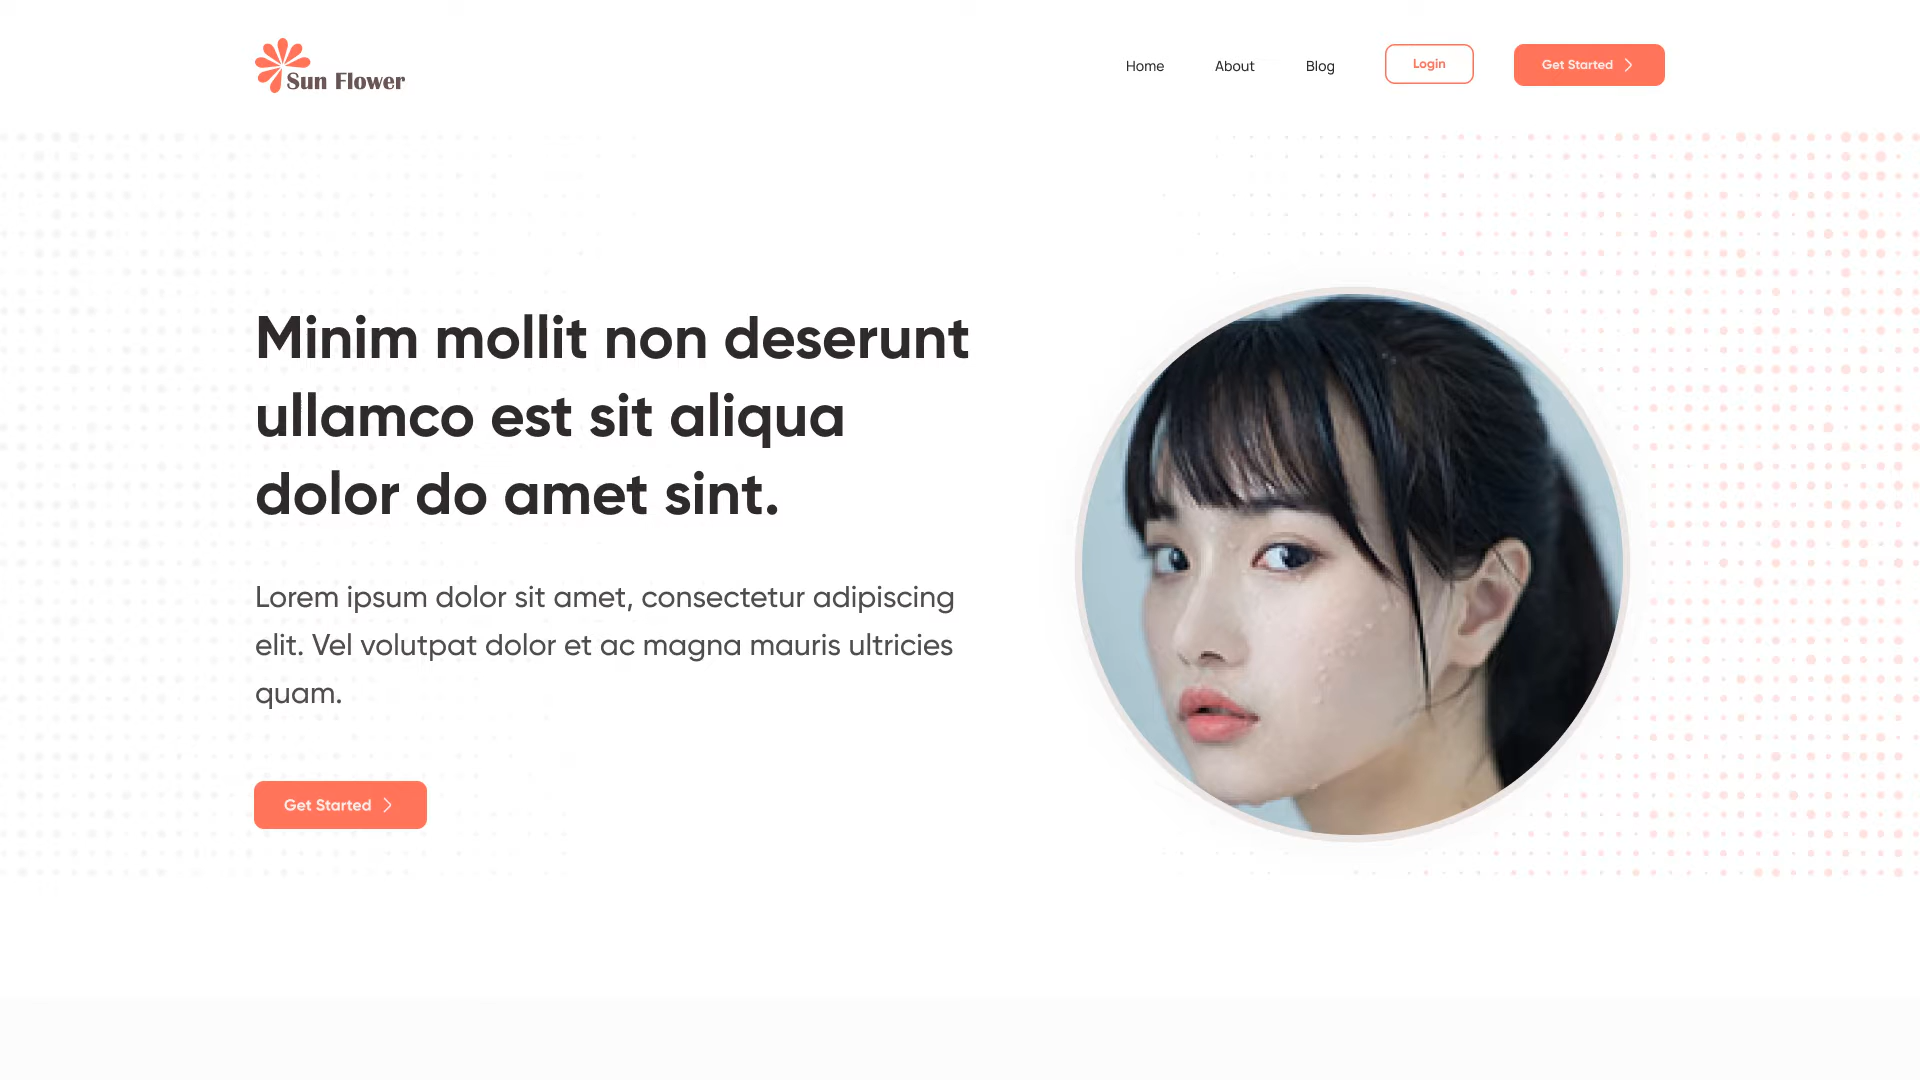 Sun Flower
Home
About
Blog
Login
Get Started
Minim mollit non deserunt
ullamco est sit aliqua
dolor do amet sint.
Lorem ipsum dolor sit amet, consectetur adipiscing
elit. Vel volutpat dolor et ac magna mauris ultricies
quam.
Get Started